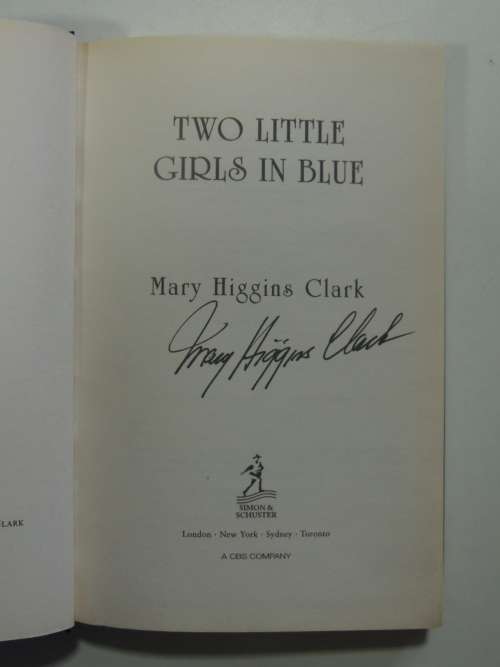 TWO LITTLE
GIRLS IN BLUE
Mary Higgins Clark
Mary Higgins Clark
SIMON &
SCHUSTER
London · New York · Sydney · Toronto
A CBS COMPANY
LARK